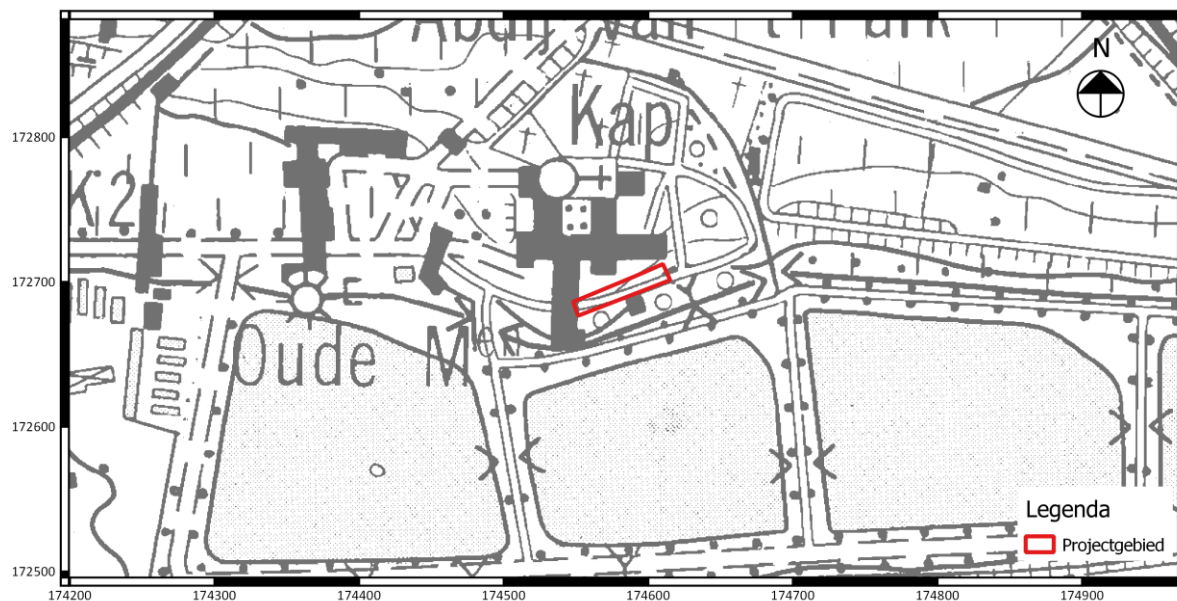 Abdij van 't Park
N
Kap
172800
K2
172700
Oude Mer
172600
Legenda
Projectgebied
172500
174200 174300 174400 174500 174600 174700 174800 174900